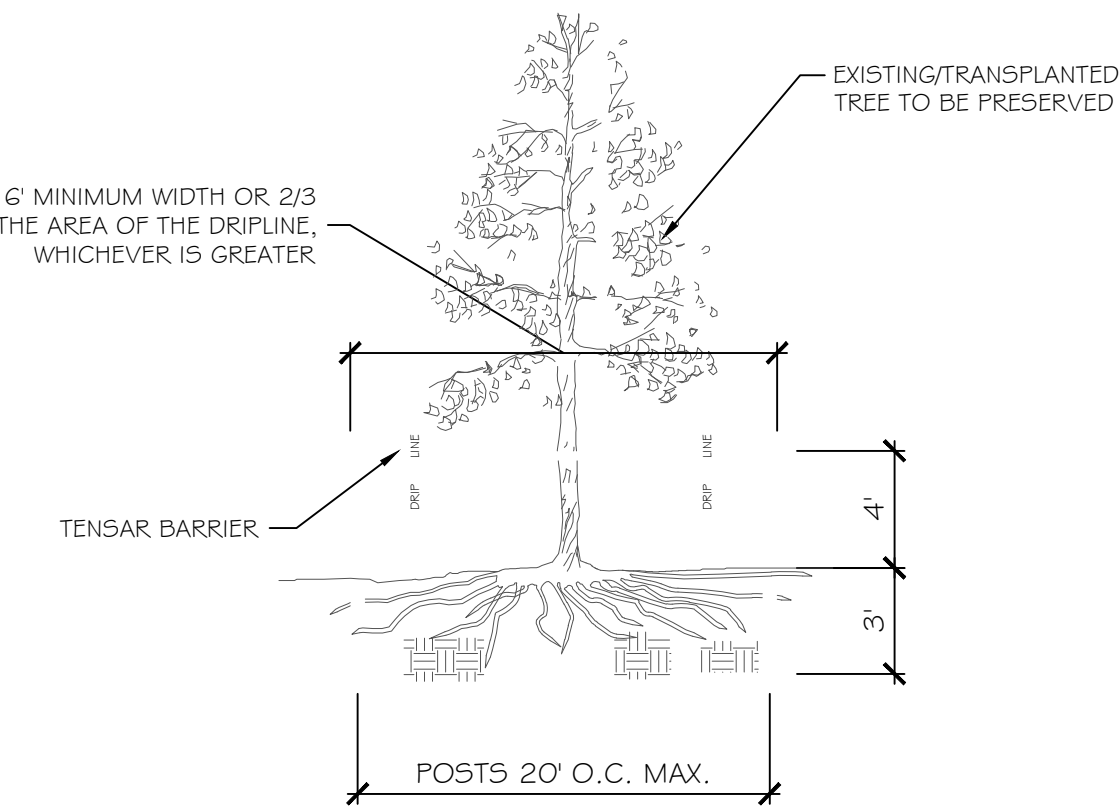 EXISTING/TRANSPLANTED
TREE TO BE PRESERVED
6' MINIMUM WIDTH OR 2/3
THE AREA OF THE DRIPLINE,
WHICHEVER IS GREATER
DRIP LINE
DRIP LINE
TENSAR BARRIER
4'
3'
POSTS 20' O.C. MAX.